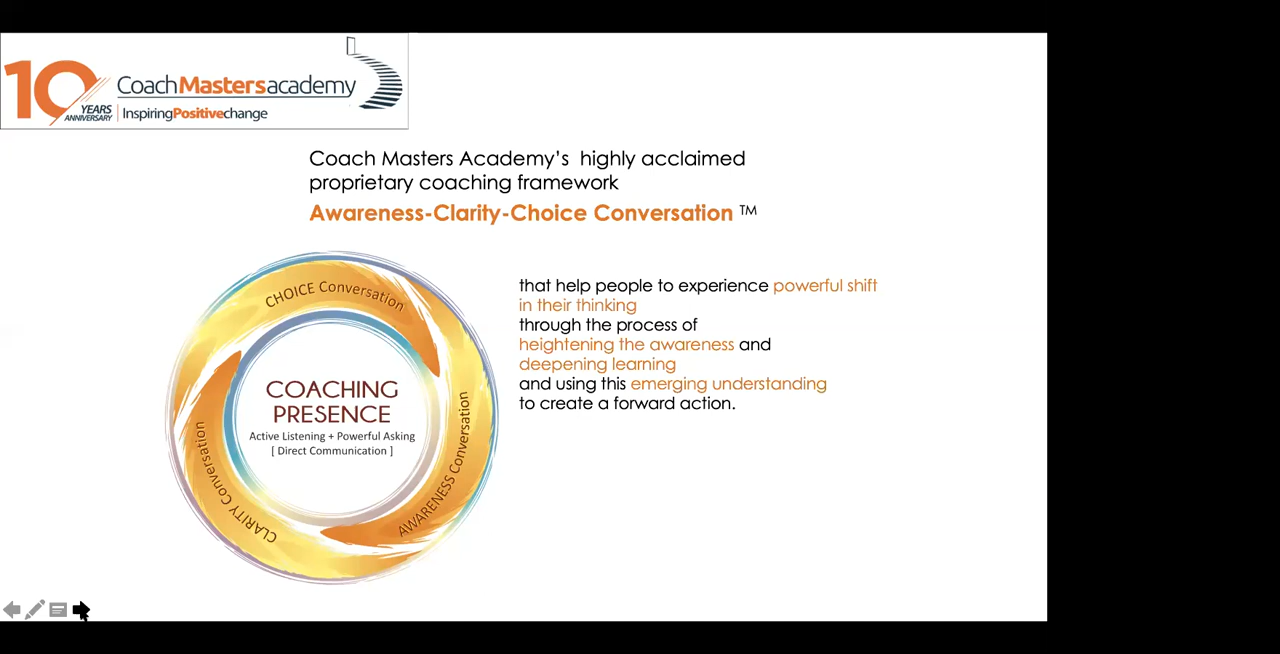 10 YEARS ANNIVERSARY
CoachMastersacademy
InspiringPositivechange
Coach Masters Academy's highly acclaimed
proprietary coaching framework
Awareness-Clarity-Choice Conversation TM
CHOICE Conversation
AWARENESS Conversation
CLARITY Conversation
COACHING
PRESENCE
Active Listening + Powerful Asking
[ Direct Communication ]
that help people to experience powerful shift
in their thinking
through the process of
heightening the awareness and
deepening learning
and using this emerging understanding
to create a forward action.